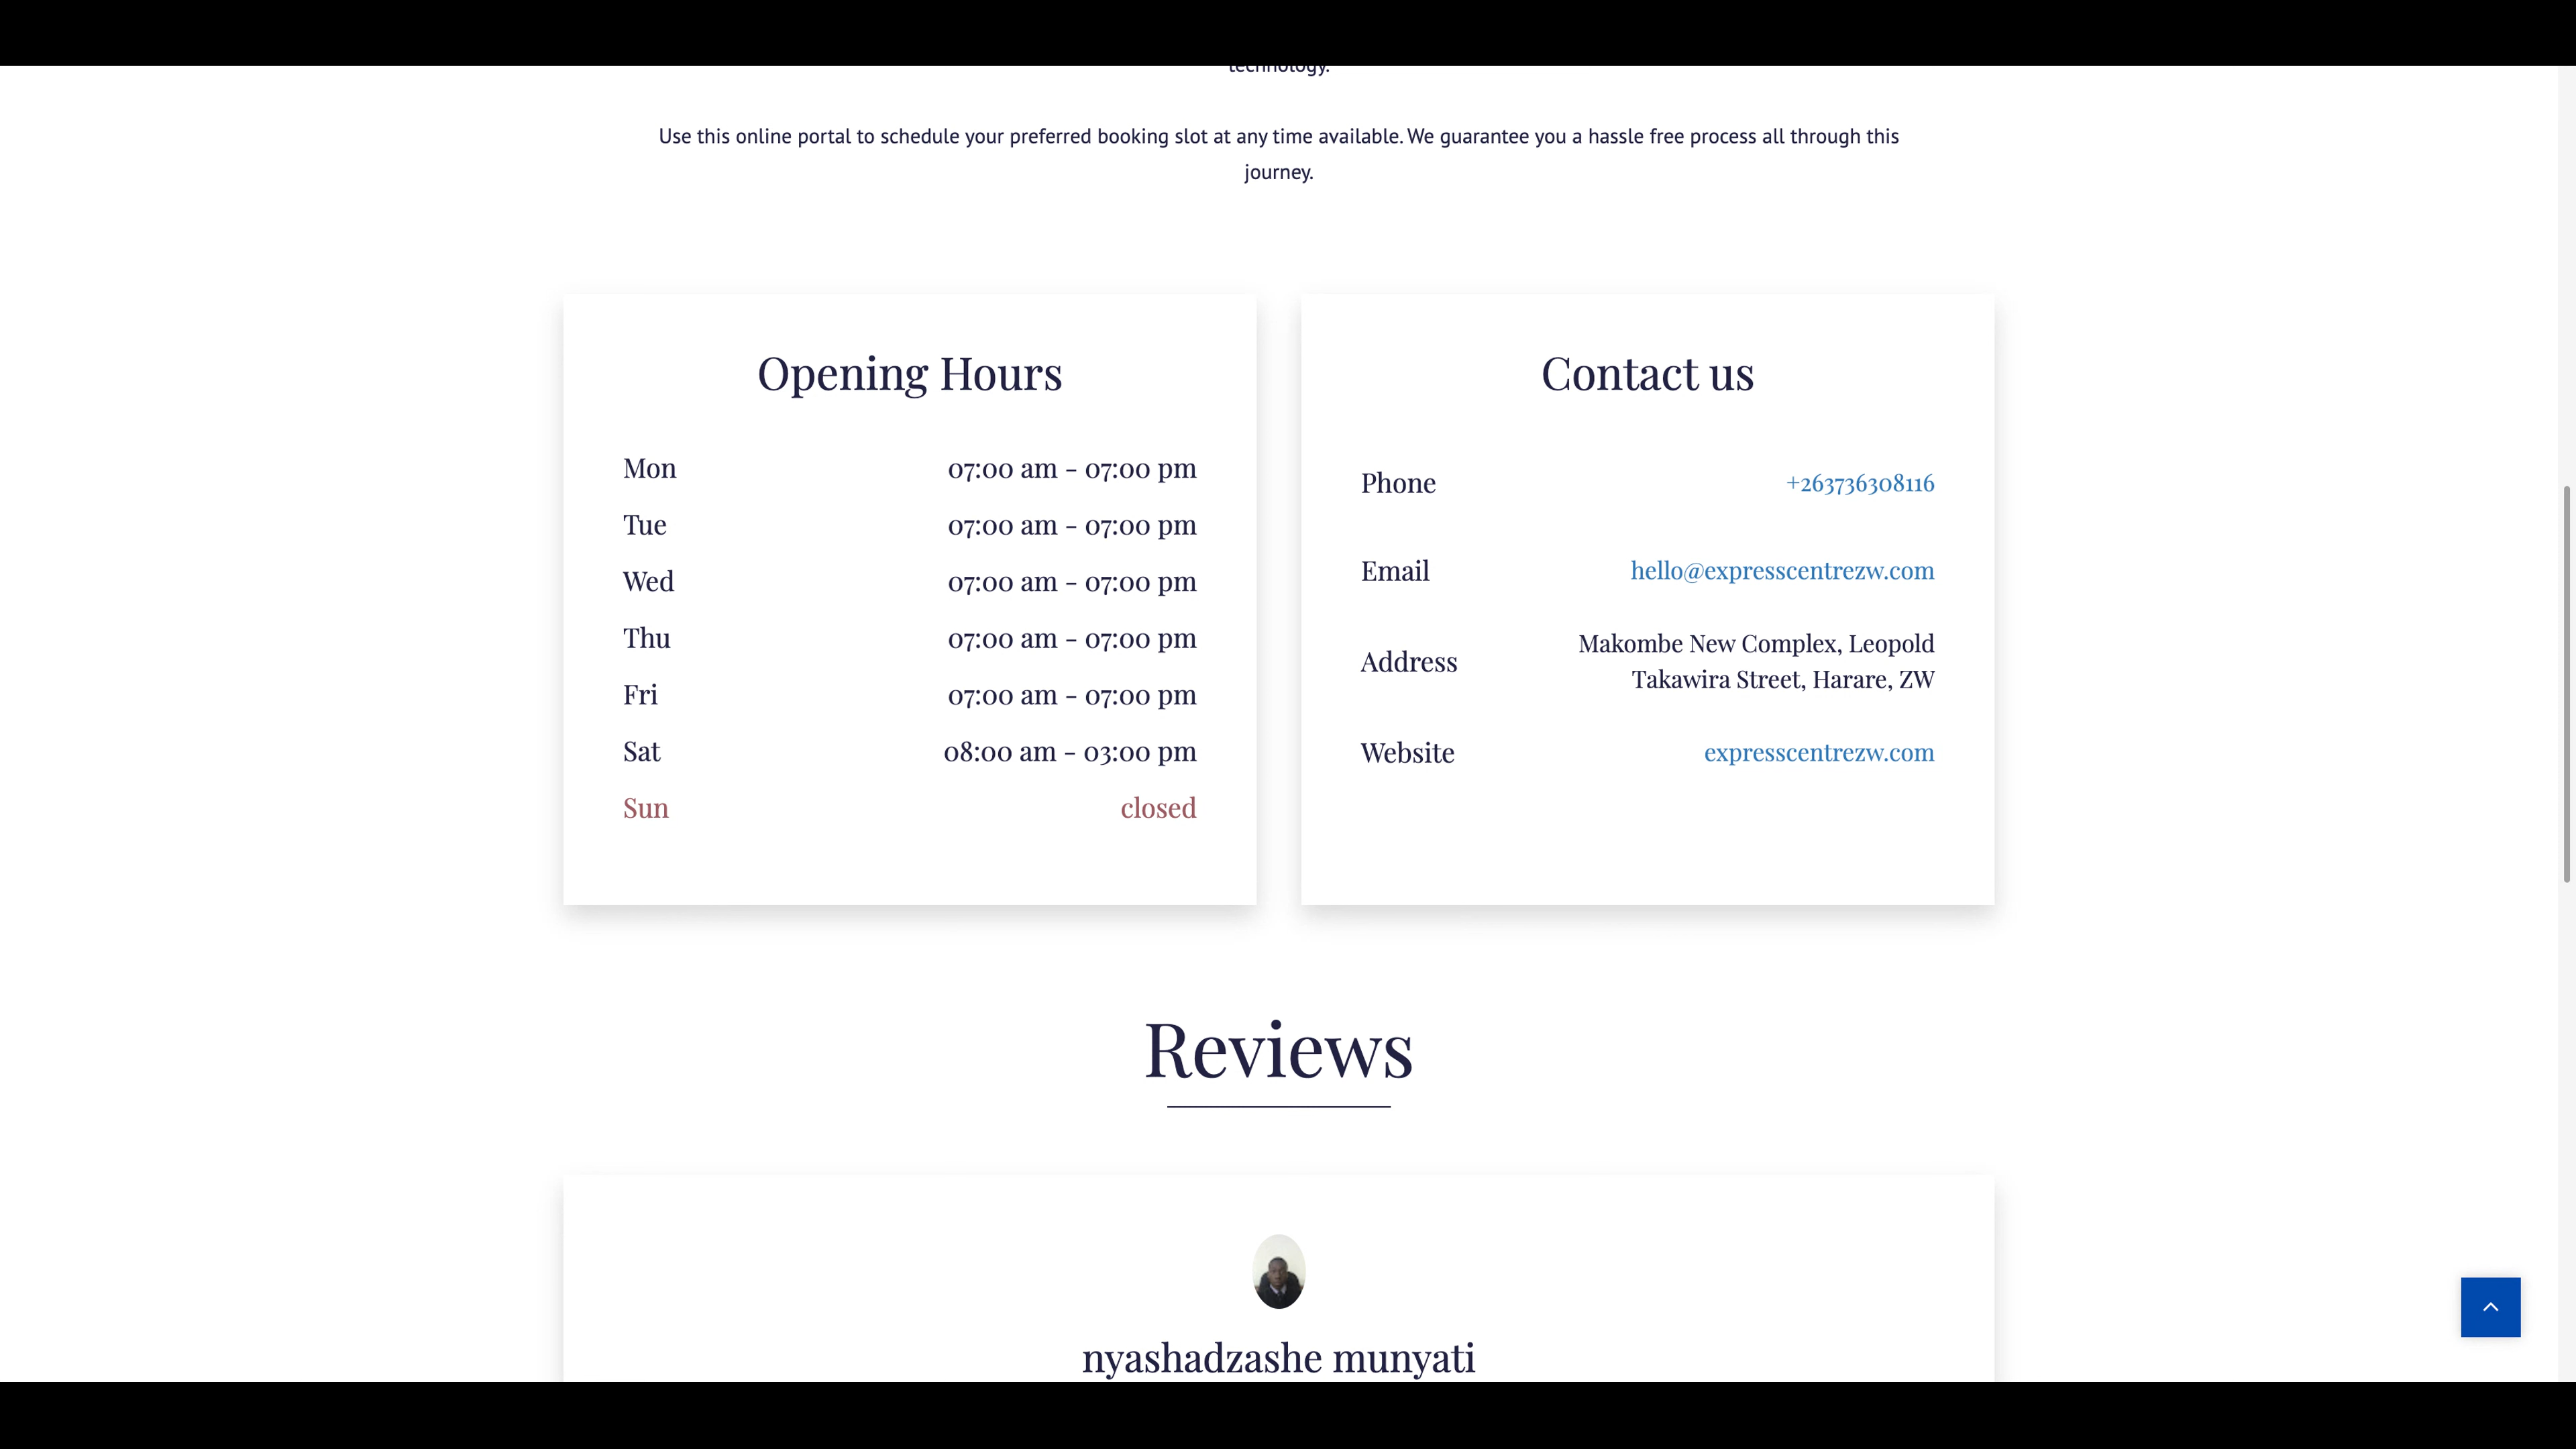 technology.
Use this online portal to schedule your preferred booking slot at any time available. We guarantee you a hassle free process all through this
journey.
Opening Hours
Mon 07:00 am - 07:00 pm
Tue 07:00 am - 07:00 pm
Wed 07:00 am - 07:00 pm
Thu 07:00 am - 07:00 pm
Fri 07:00 am - 07:00 pm
Sat 08:00 am - 03:00 pm
Sun closed
Contact us
Phone +263736308116
Email hello@expresscentrezw.com
Address Makombe New Complex, Leopold
Takawira Street, Harare, ZW
Website expresscentrezw.com
Reviews
nyashadzashe munyati